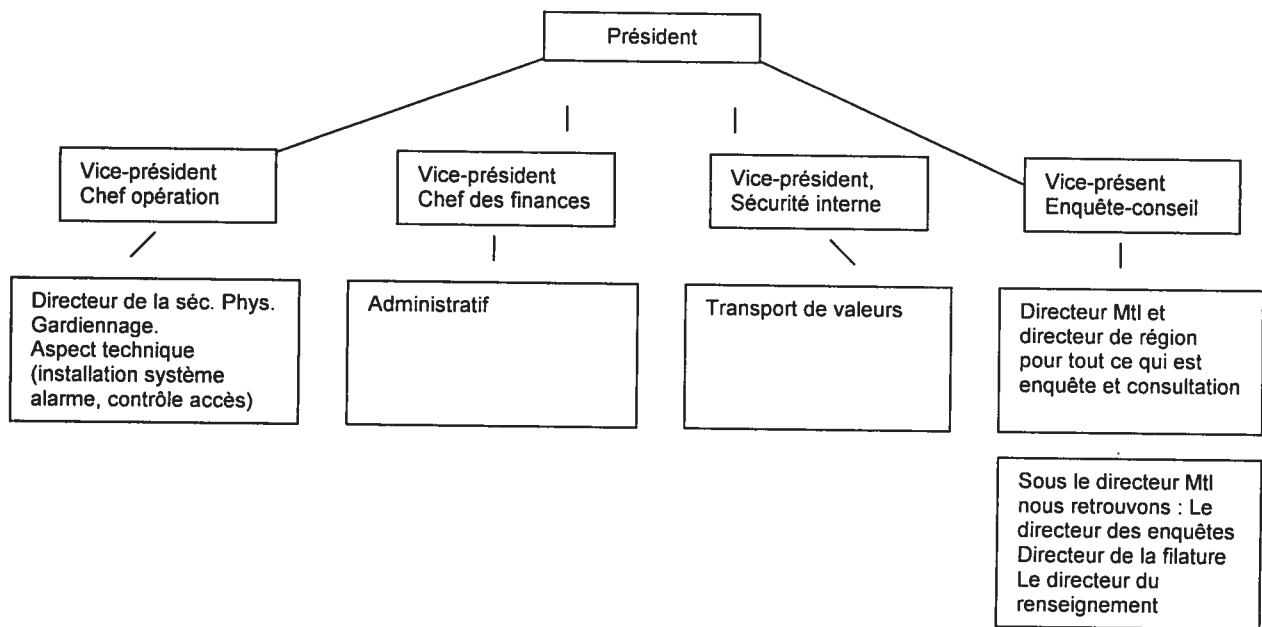 Président
Vice-président
Chef opération
Vice-président
Chef des finances
Vice-président,
Sécurité interne
Vice-présent
Enquête-conseil
Directeur de la séc. Phys.
Gardiennage.
Aspect technique
(installation système
alarme, contrôle accès)
Administratif
Transport de valeurs
Directeur Mtl et
directeur de région
pour tout ce qui est
enquête et consultation
Sous le directeur Mtl
nous retrouvons : Le
directeur des enquêtes
Directeur de la filature
Le directeur du
renseignement